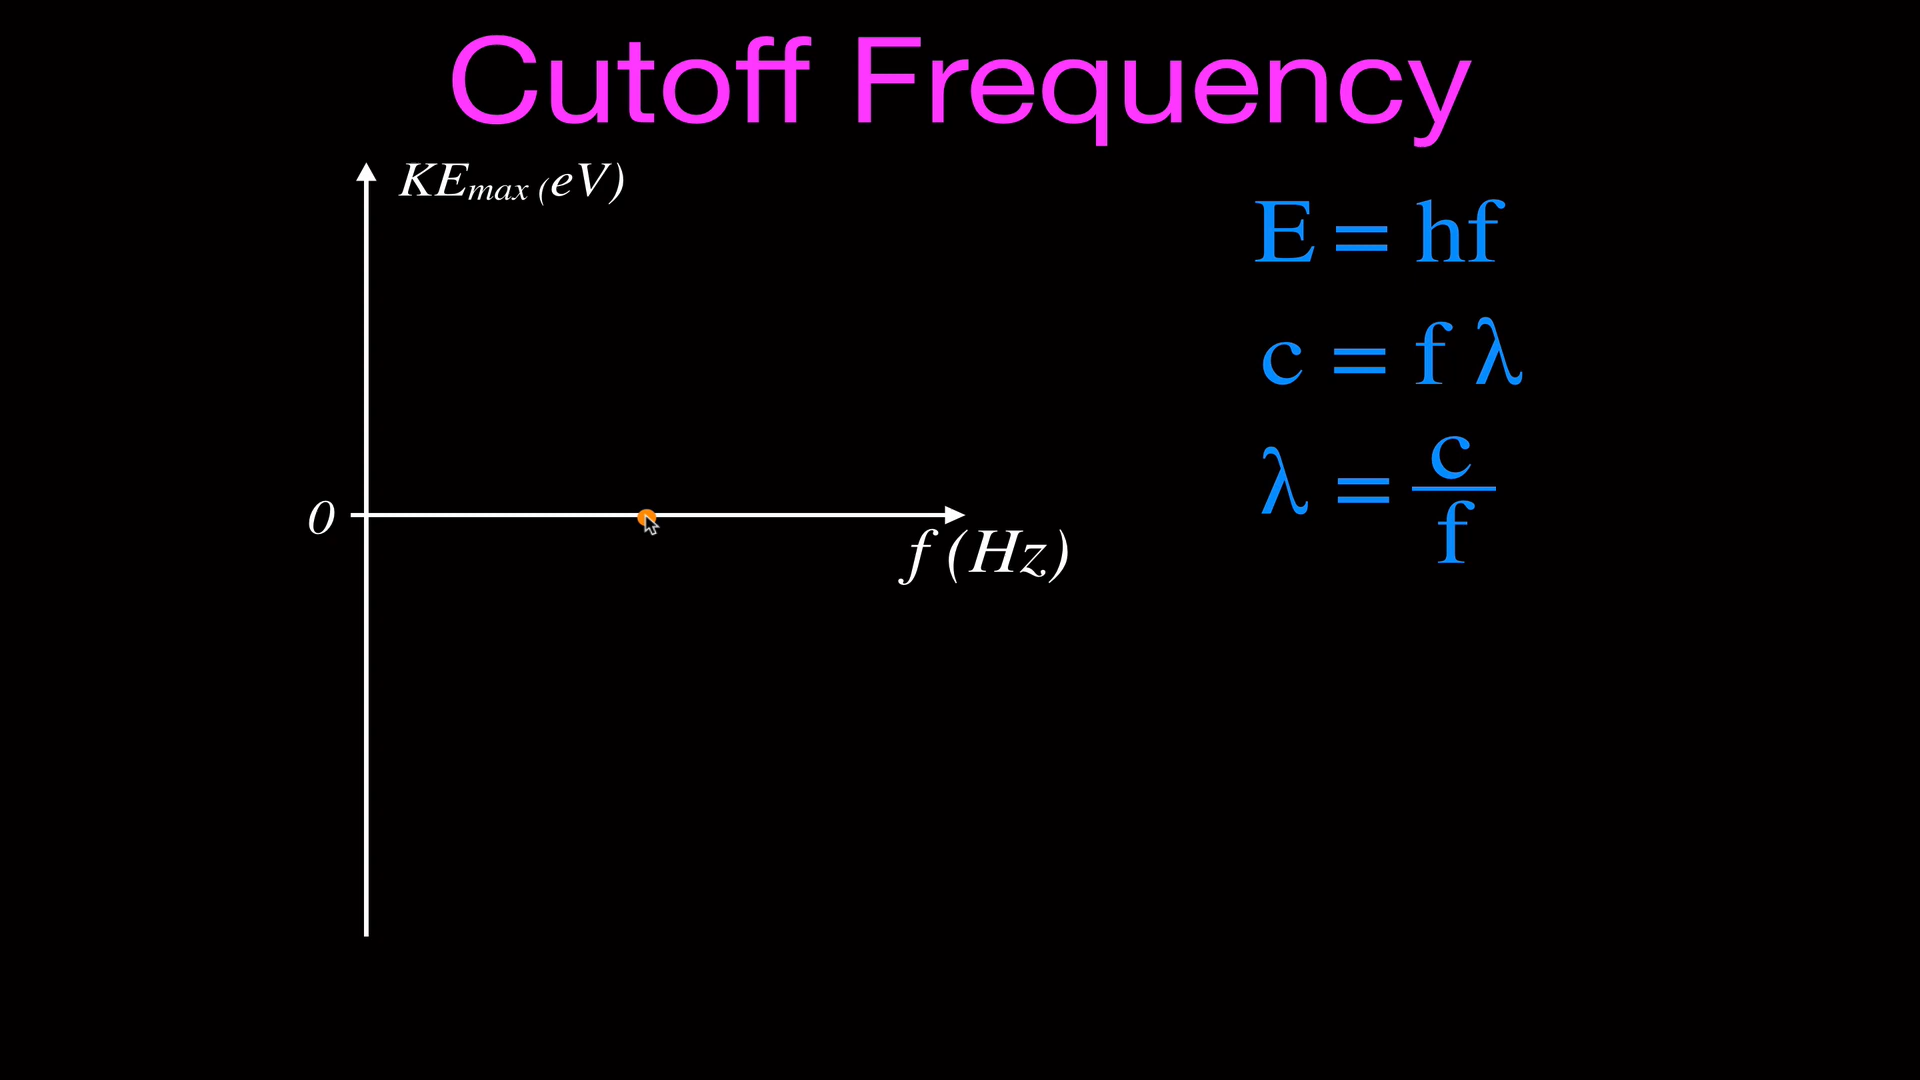 Cutoff Frequency
KEmax (eV)
E = hf
c = f λ
λ = c/f
0
f (Hz)